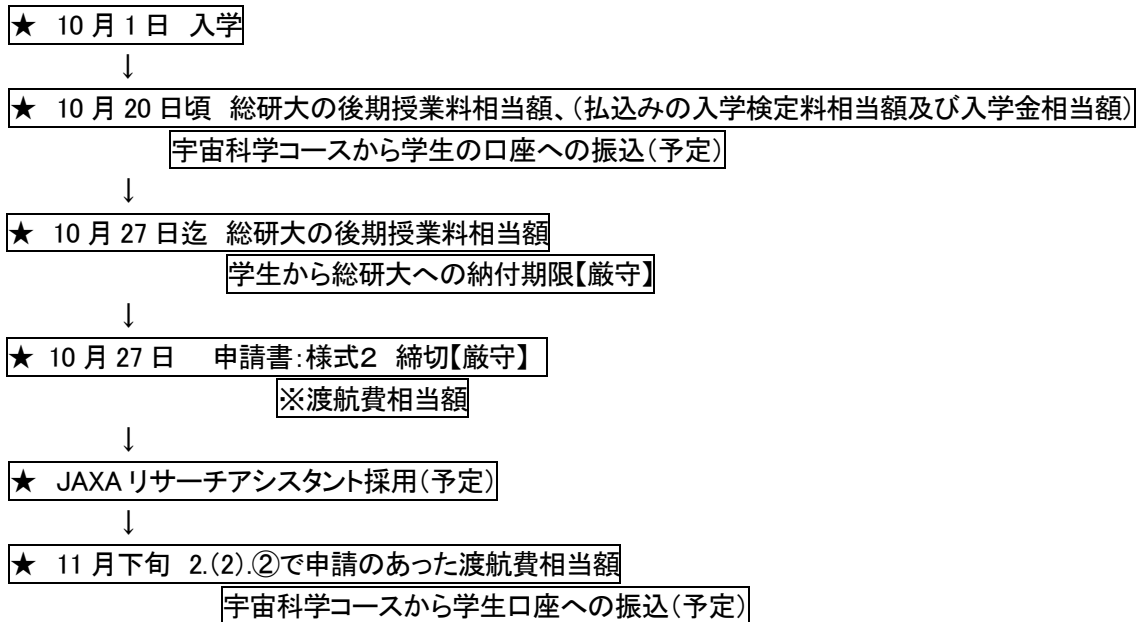 ★ 10月1日 入学
↓
★ 10月20日頃 総研大の後期授業料相当額、(払込みの入学検定料相当額及び入学金相当額)
宇宙科学コースから学生の口座への振込(予定)
↓
★ 10月27日迄 総研大の後期授業料相当額
学生から総研大への納付期限【厳守】
↓
★ 10月27日 申請書:様式2 締切【厳守】
※渡航費相当額
↓
★ JAXAリサーチアシスタント採用(予定)
↓
★ 11月下旬 2.(2).②で申請のあった渡航費相当額
宇宙科学コースから学生口座への振込(予定)